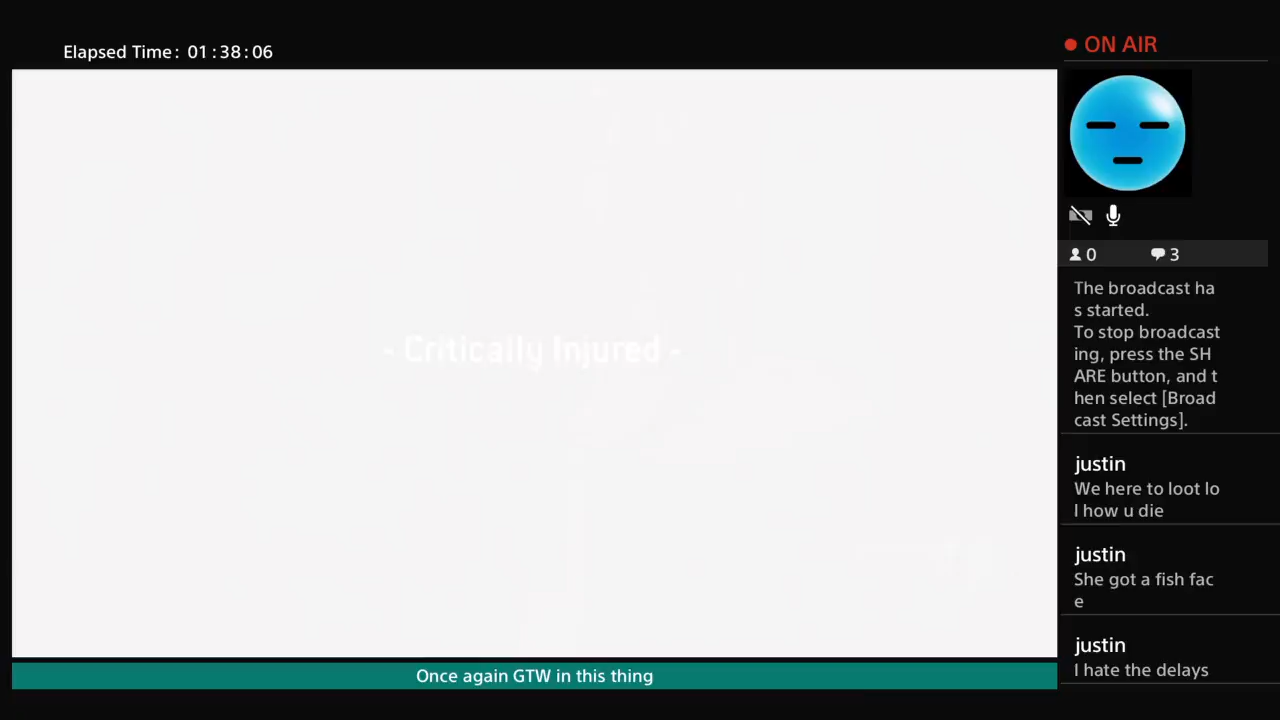 Elapsed Time: 01:38:06
ON AIR
0
3
The broadcast ha
s started.
To stop broadcast
ing, press the SH
ARE button, and t
hen select [Broad
cast Settings].
- Critically Injured -
justin
We here to loot lo
l how u die
justin
She got a fish fac
e
justin
I hate the delays
Once again GTW in this thing